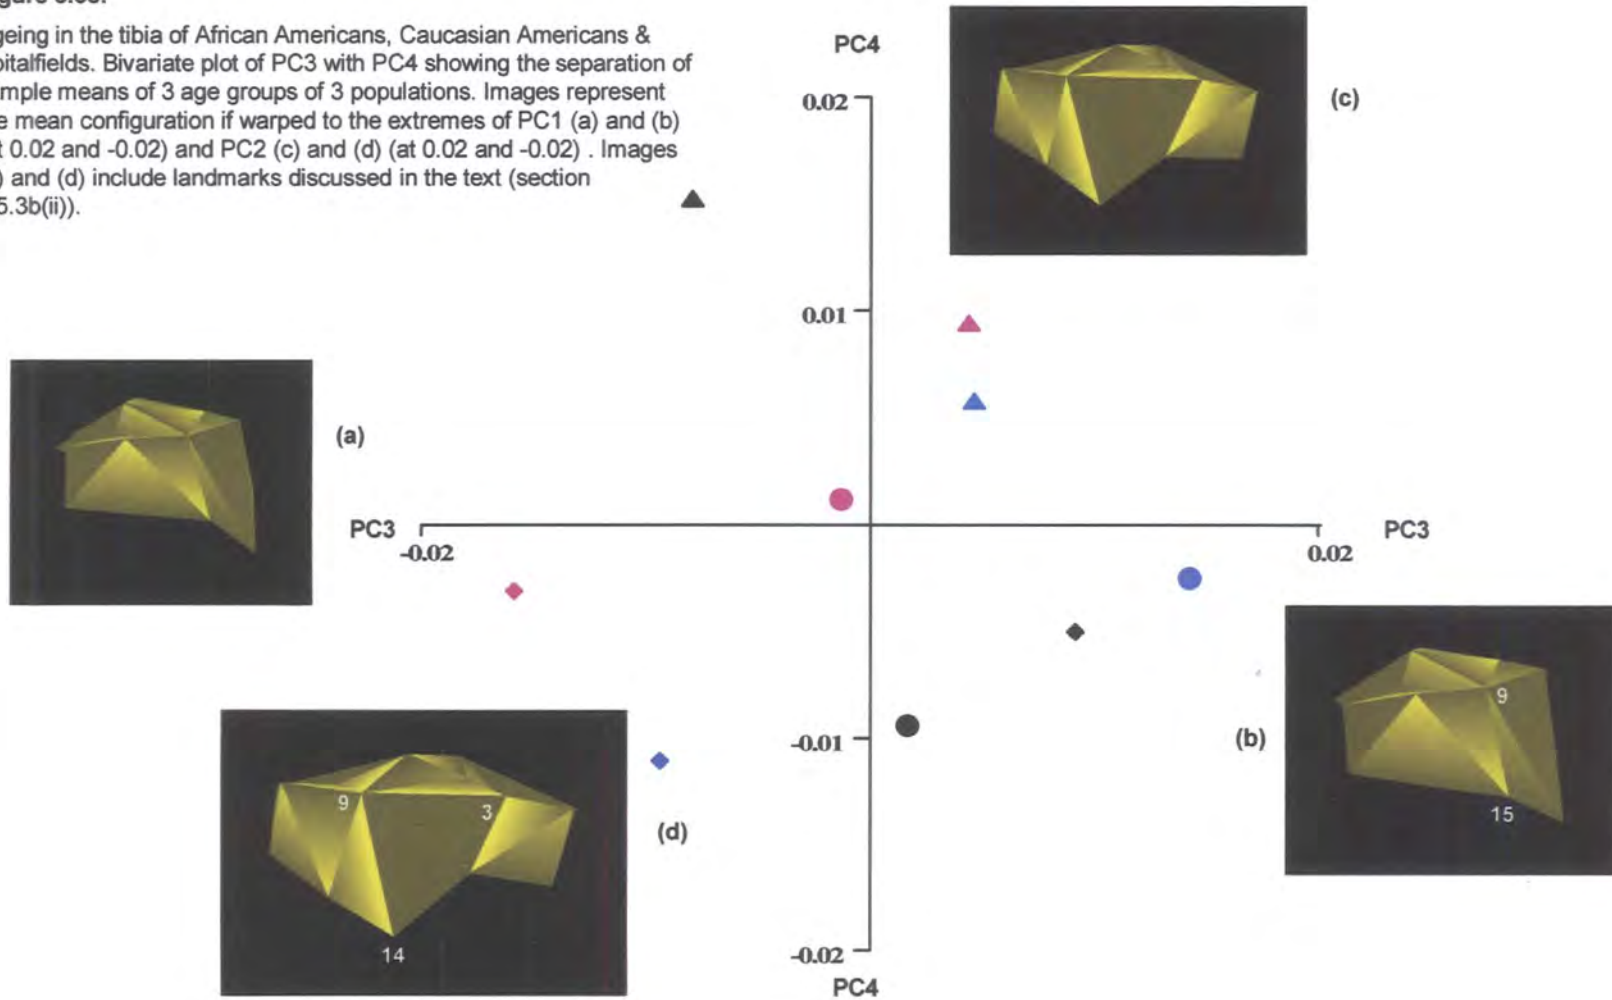 geing in the tibia of African Americans, Caucasian Americans &
pitalfields. Bivariate plot of PC3 with PC4 showing the separation of
mple means of 3 age groups of 3 populations. Images represent
e mean configuration if warped to the extremes of PC1 (a) and (b)
t 0.02 and -0.02) and PC2 (c) and (d) (at 0.02 and -0.02) . Images
) and (d) include landmarks discussed in the text (section
5.3b(ii)).
PC4
0.02
(c)
0.01
(a)
PC3
-0.02
PC3
0.02
9
15
(b)
-0.01
9
3
14
(d)
-0.02
PC4